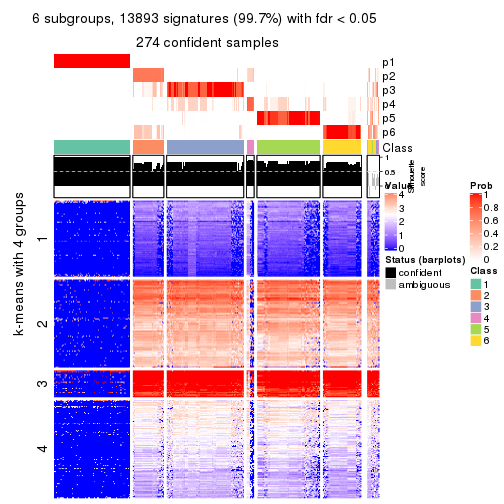 6 subgroups, 13893 signatures (99.7%) with fdr < 0.05
274 confident samples
p1
p2
p3
p4
p5
p6
Class
1
0.5
0
Silhouette
score
k-means with 4 groups
1
2
3
4
Value
4
3
2
1
0
Status (barplots)
confident
ambiguous
Prob
1
0.8
0.6
0.4
0.2
0
Class
1
2
3
4
5
6